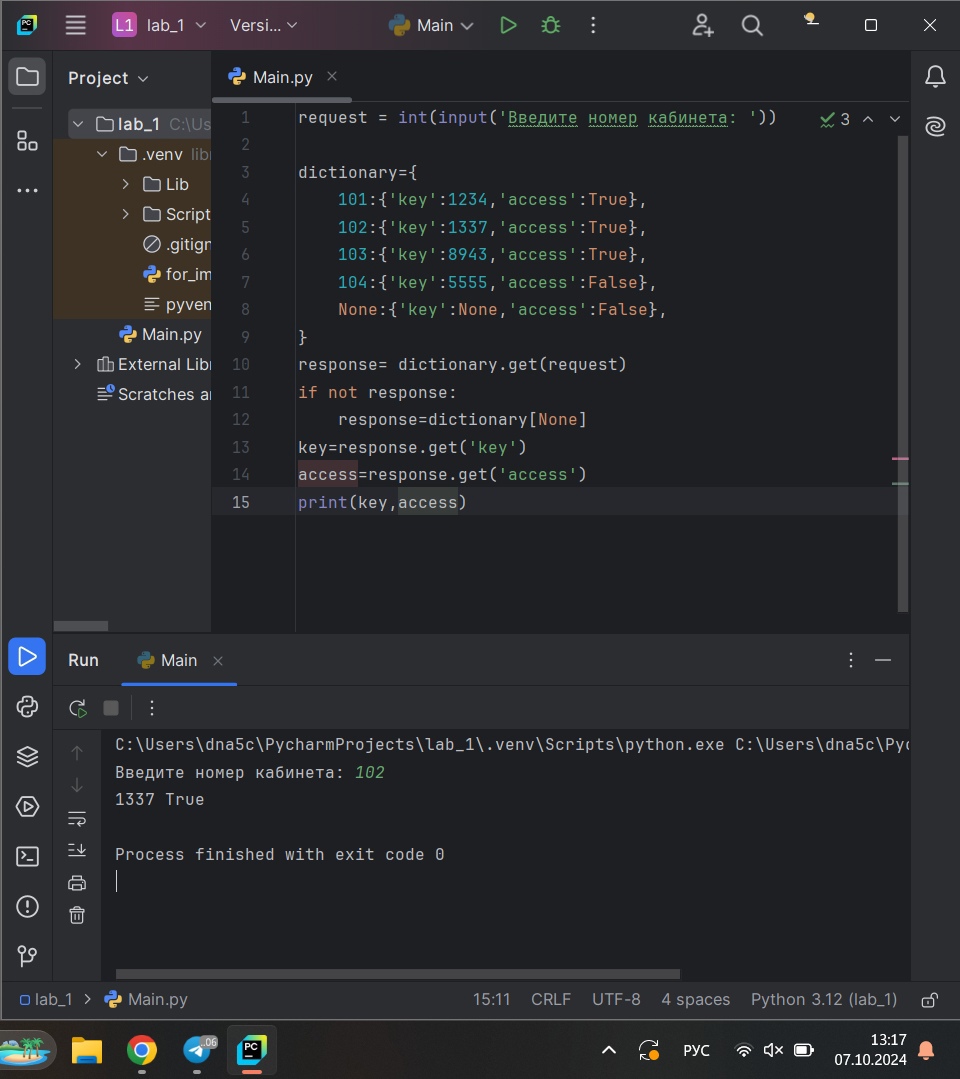 PC
L1 lab_1 Versi... Main
Project
Main.py
lab_1 C:\Us
.venv libr
Lib
Script
.gitign
for_im
pyven
Main.py
External Libr
Scratches ar
3
1 request = int(input('Введите номер кабинета: '))
2
3 dictionary={
4 101:{'key':1234,'access':True},
5 102:{'key':1337,'access':True},
6 103:{'key':8943,'access':True},
7 104:{'key':5555,'access':False},
8 None:{'key':None,'access':False},
9 }
10 response= dictionary.get(request)
11 if not response:
12 response=dictionary[None]
13 key=response.get('key')
14 access=response.get('access')
15 print(key,access)
Run Main
C:\Users\dna5c\PycharmProjects\lab_1\.venv\Scripts\python.exe C:\Users\dna5c\Pyc
Введите номер кабинета: 102
1337 True
Process finished with exit code 0
lab_1 > Main.py 15:11 CRLF UTF-8 4 spaces Python 3.12 (lab_1)
..06
PC
РУС
13:17
07.10.2024